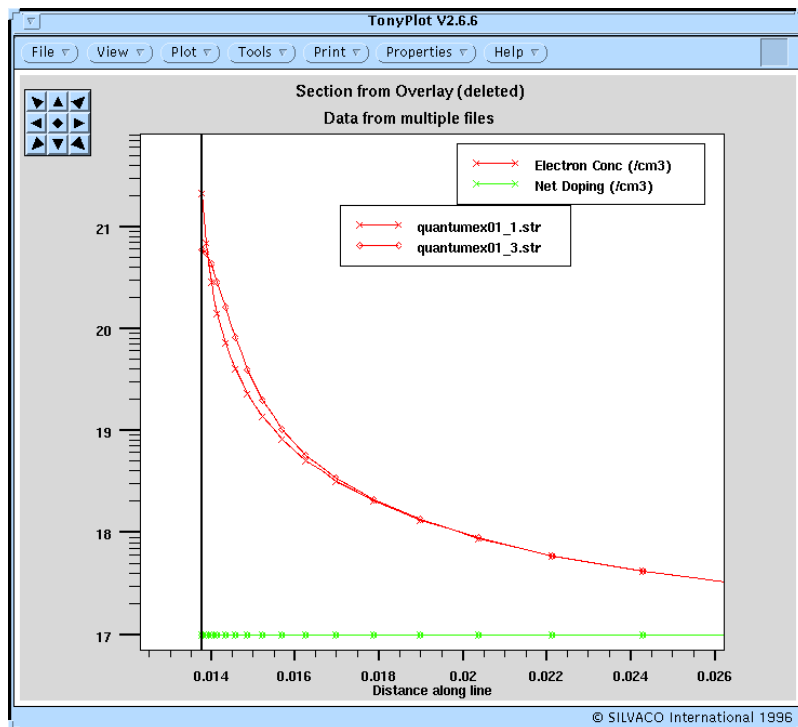 TonyPlot V2.6.6
File View Plot Tools Print Properties Help
Section from Overlay (deleted)
Data from multiple files
Electron Conc (/cm3)
Net Doping (/cm3)
quantumex01_1.str
quantumex01_3.str
21
20
19
18
17
0.014 0.016 0.018 0.02 0.022 0.024 0.026
Distance along line
© SILVACO International 1996